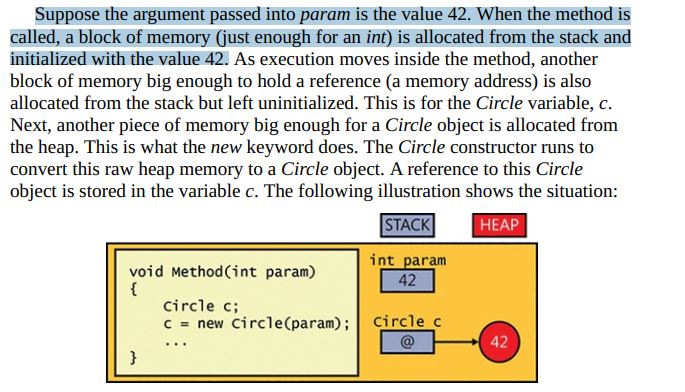 Suppose the argument passed into param is the value 42. When the method is
called, a block of memory (just enough for an int) is allocated from the stack and
initialized with the value 42. As execution moves inside the method, another
block of memory big enough to hold a reference (a memory address) is also
allocated from the stack but left uninitialized. This is for the Circle variable, c.
Next, another piece of memory big enough for a Circle object is allocated from
the heap. This is what the new keyword does. The Circle constructor runs to
convert this raw heap memory to a Circle object. A reference to this Circle
object is stored in the variable c. The following illustration shows the situation:
STACK HEAP
void Method(int param)
{
Circle c;
c = new Circle(param);
...
}
int param
42
Circle c
@
42